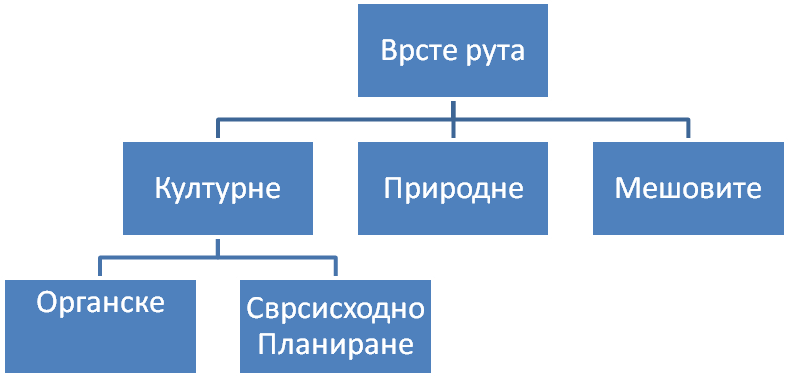 Врсте рута
Културне
Природне
Мешовите
Органске
Сврсисходно
Планиране